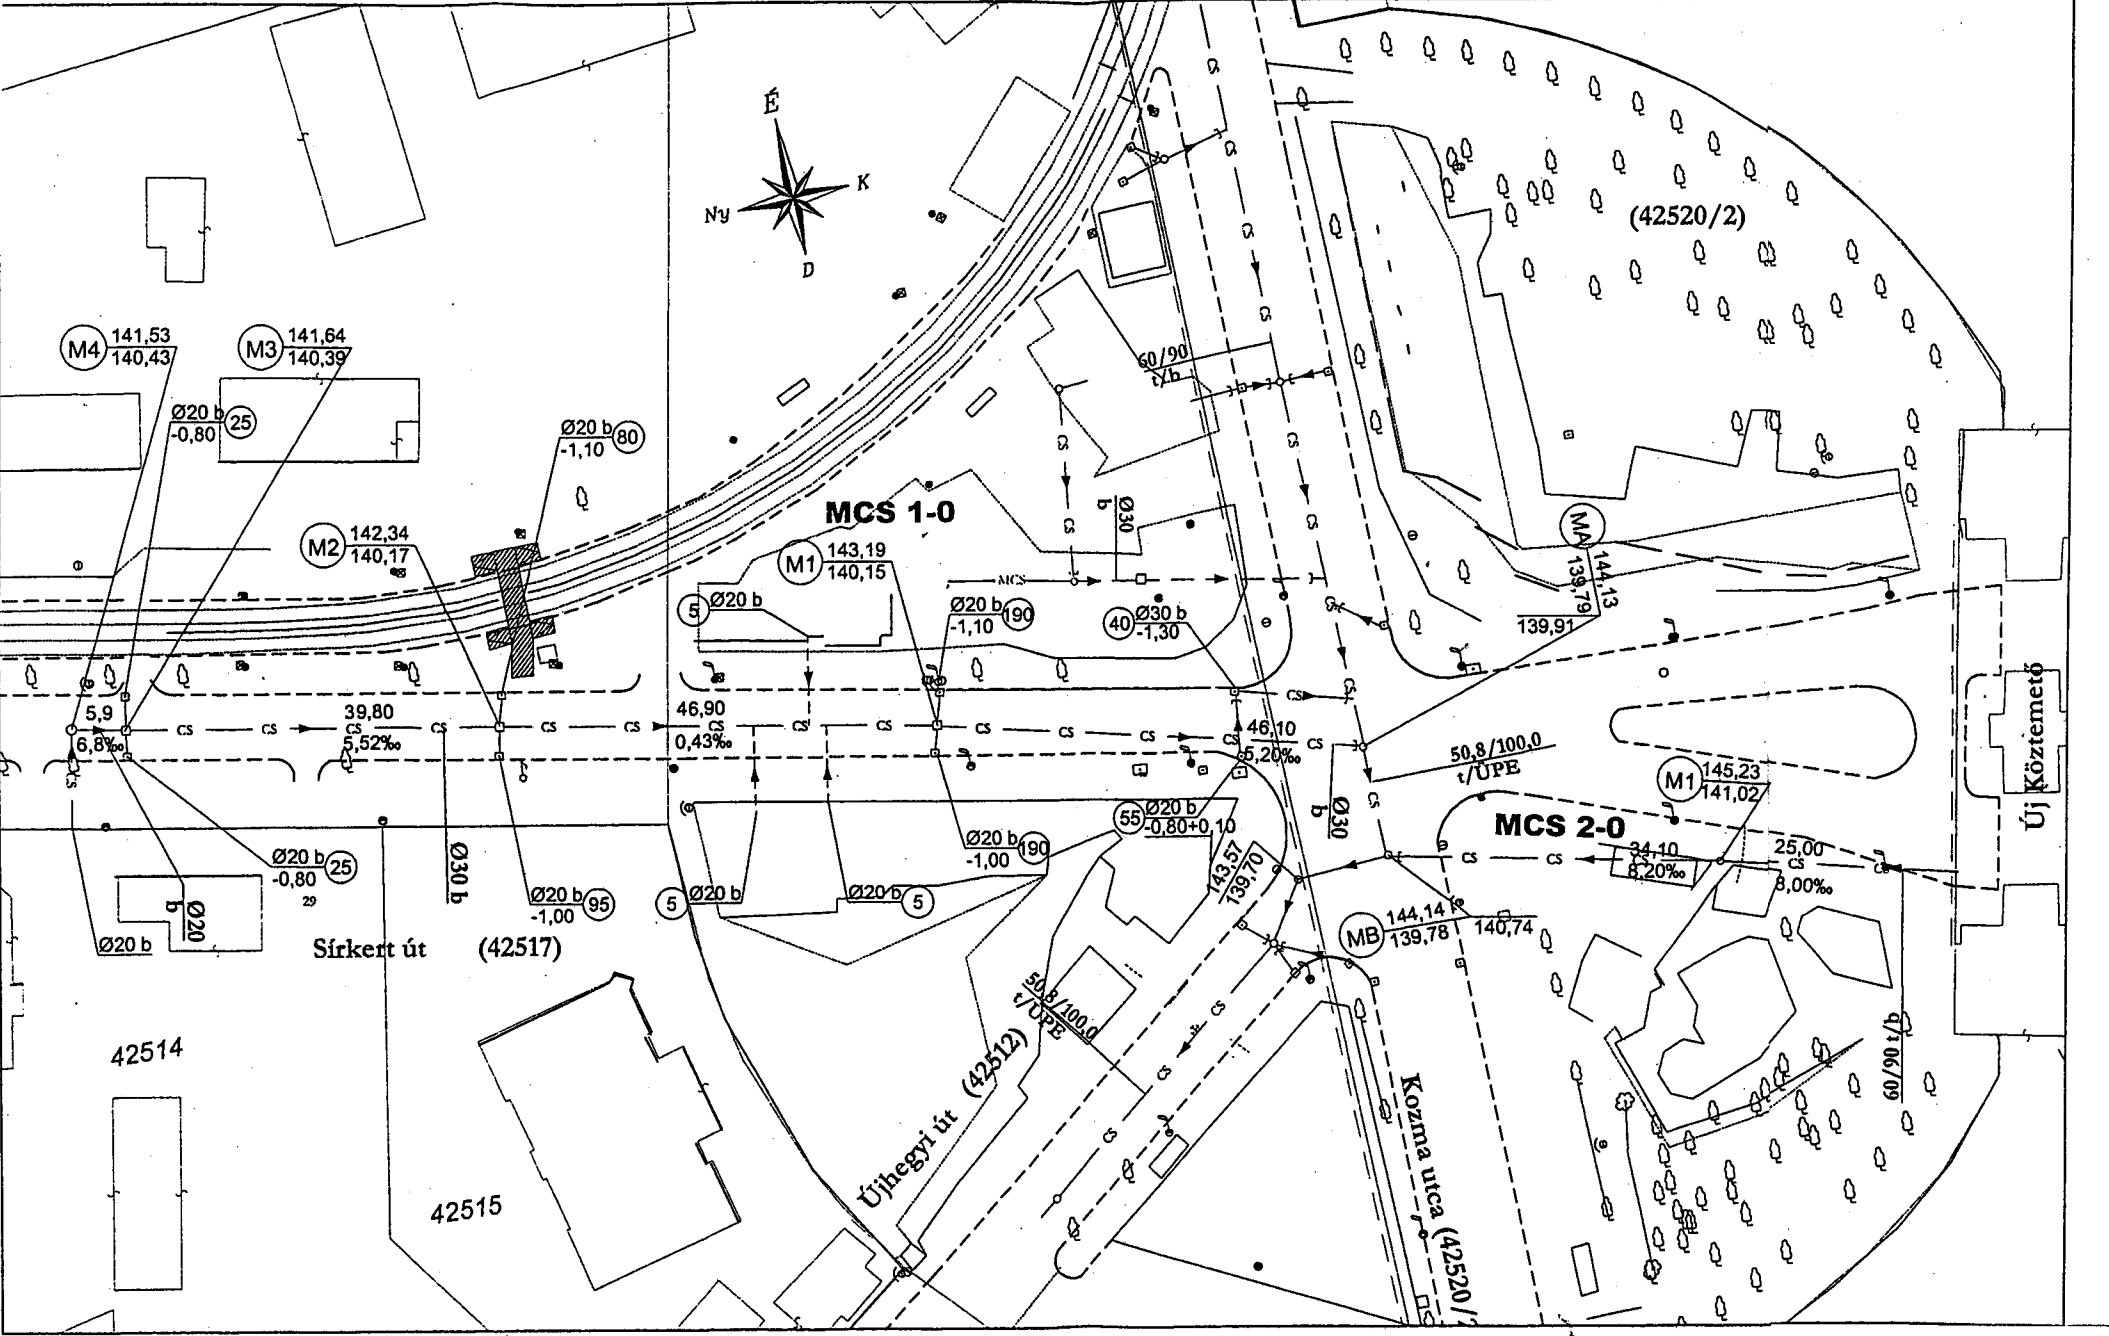 É
K
Ny
D
(42520/2)
M4 141,53
140,43
M3 141,64
140,39
Ø20 b 25
-0,80
60/90
t/b
Ø20 b 80
-1,10
M2 142,34
140,17
MCS 1-0
M1 143,19
140,15
Ø30
b
MCS
MA 144,13
139,79
139,91
5 Ø20 b
Ø20 b 190
-1,10
40 Ø30 b
-1,30
5,9
6,8‰
39,80
5,52‰
46,90
0,43‰
46,10
5,20‰
CS
50,8/100,0
t/ÜPE
M1 145,23
141,02
Új Köztemető
MCS 2-0
Ø30
b
34,10
8,20‰
25,00
8,00‰
55 Ø20 b
-0,80+0,10
Ø20 b 190
-1,00
143,57
139,70
Ø20 b 25
-0,80
29
Ø30 b
Ø20 b 95
-1,00
5 Ø20 b
Ø20 b 5
Ø20
b
Ø20 b
MB 144,14
139,78
140,74
Sírkert út (42517)
50,8/100,0
t/ÜPE
60/90 t/b
42514
Újhegyi út (42512)
Kozma utca (42520/
42515